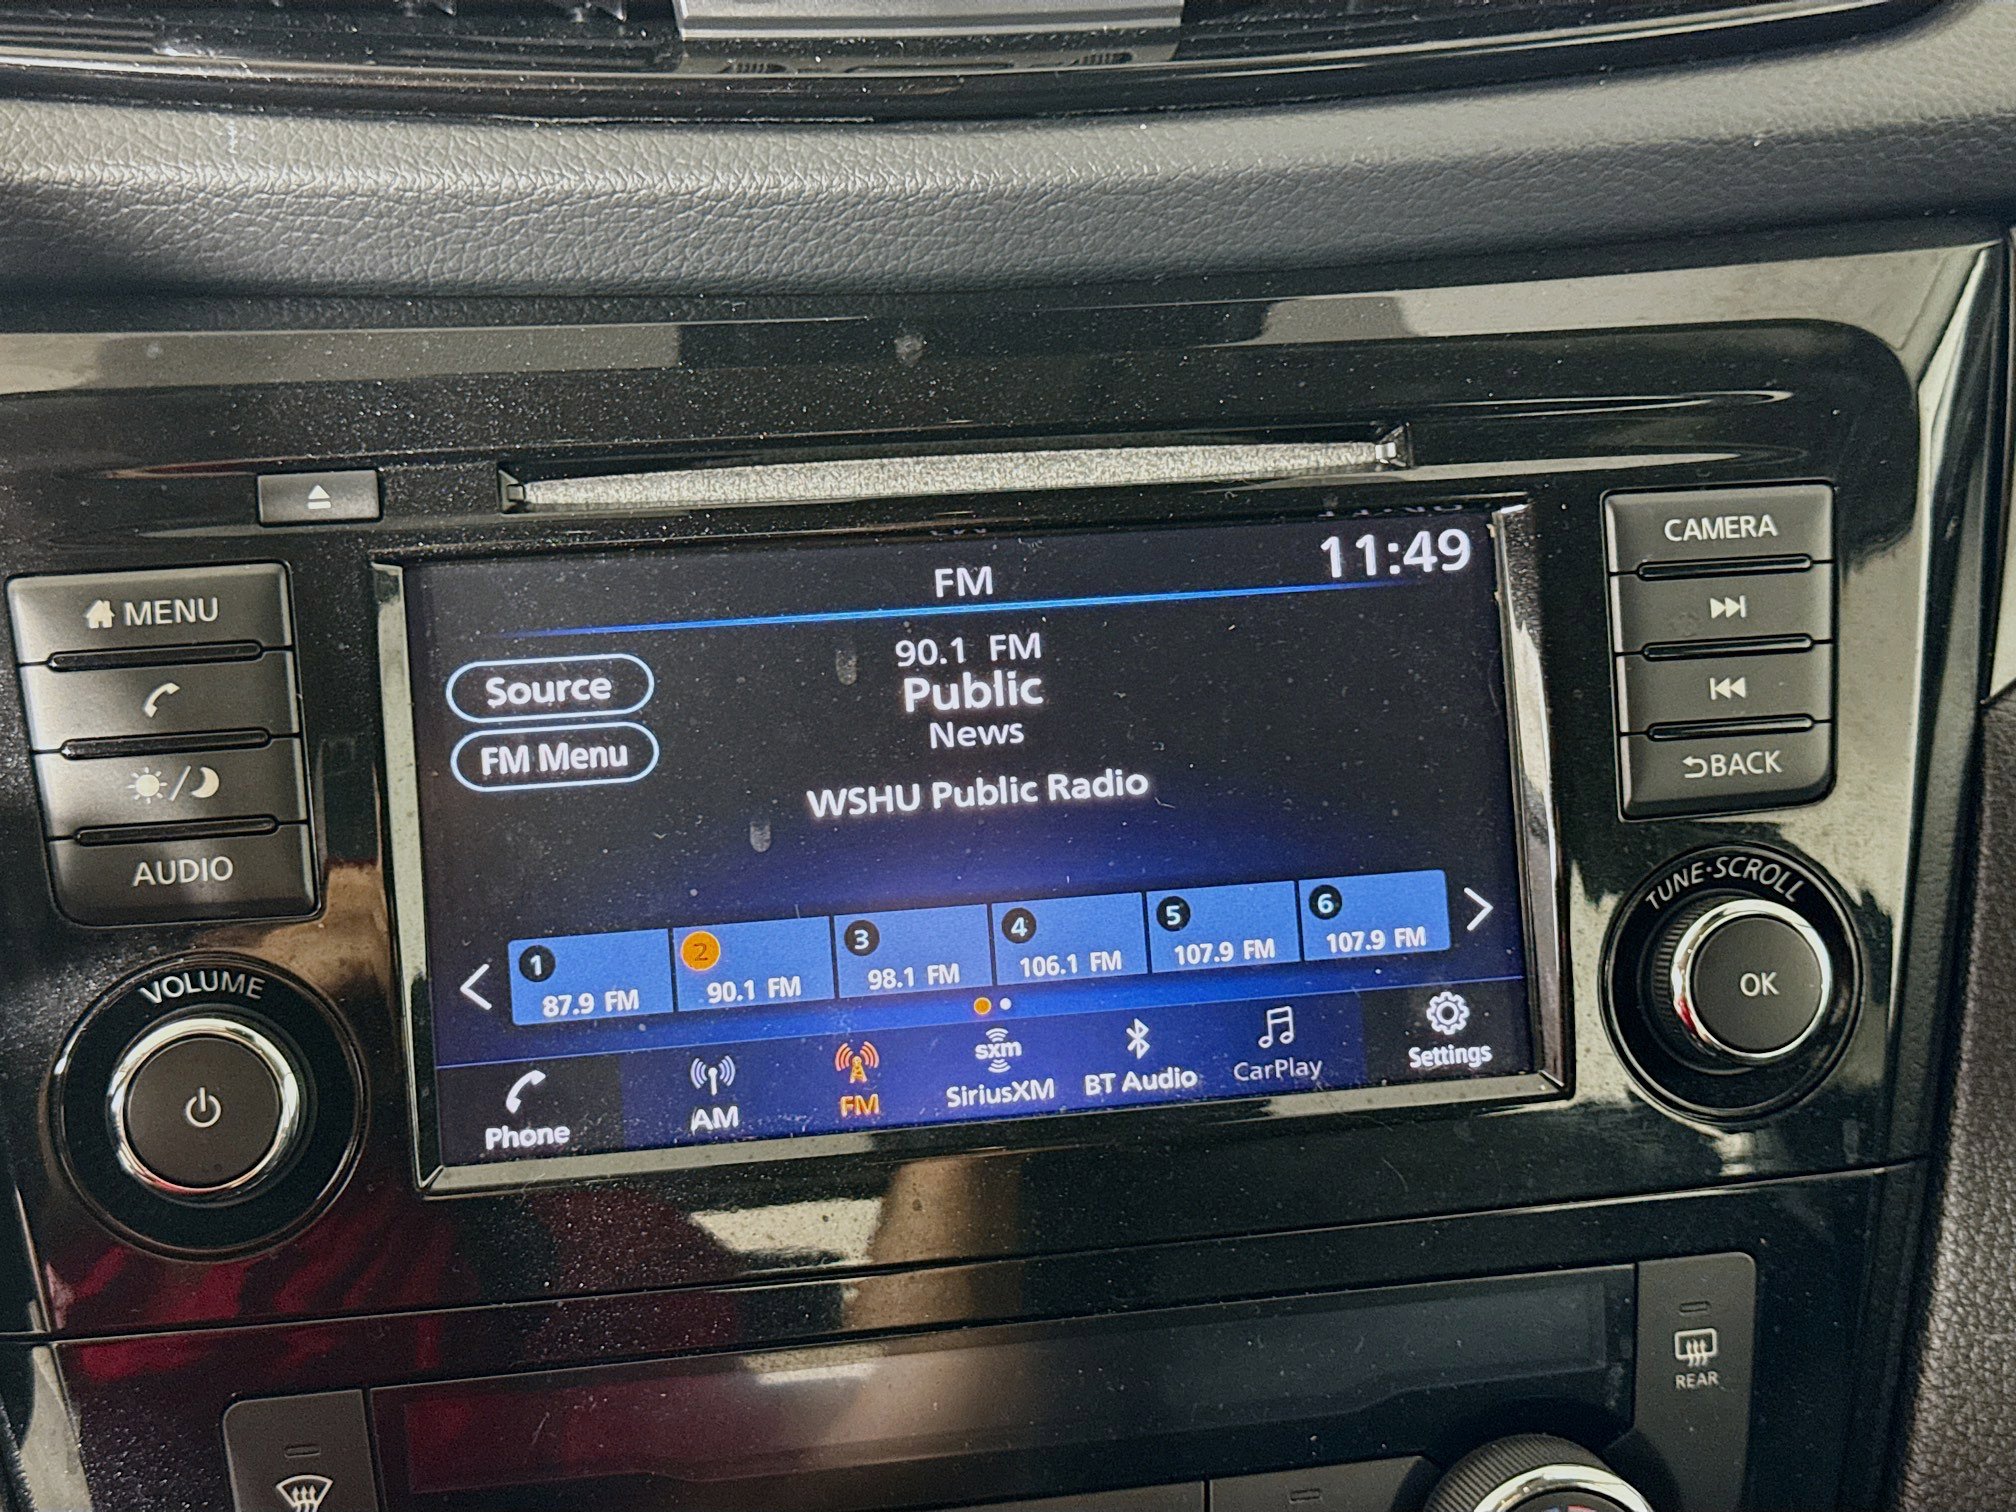 11:49
FM
90.1 FM
Public
News
WSHU Public Radio
Source
FM Menu
1
87.9 FM
2
90.1 FM
3
98.1 FM
4
106.1 FM
5
107.9 FM
6
107.9 FM
Phone
AM
FM
sxm
SiriusXM
BT Audio
CarPlay
Settings
MENU
AUDIO
VOLUME
CAMERA
BACK
TUNE·SCROLL
OK
REAR